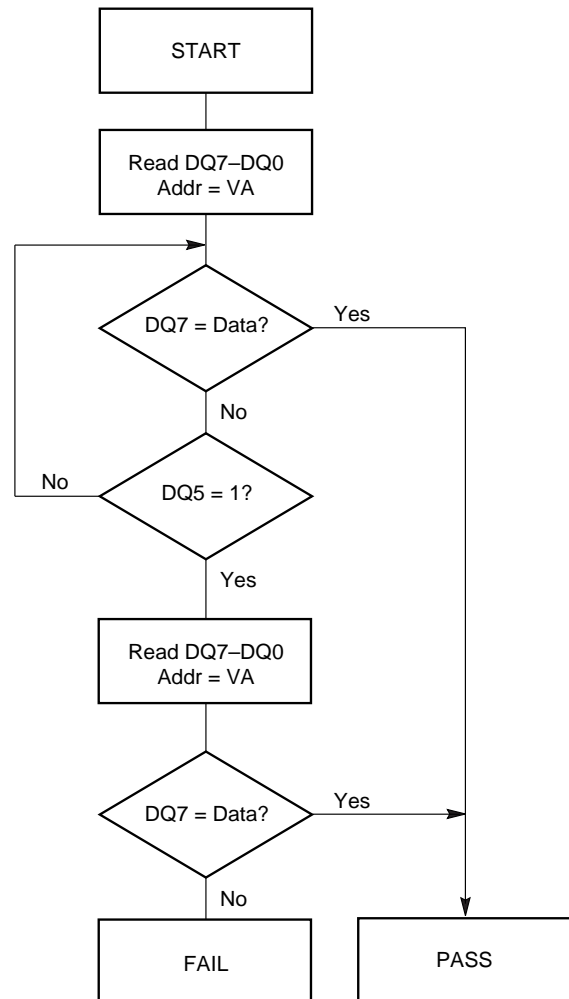 START
Read DQ7–DQ0
Addr = VA
DQ7 = Data?
Yes
No
No
DQ5 = 1?
Yes
Read DQ7–DQ0
Addr = VA
DQ7 = Data?
Yes
No
FAIL
PASS